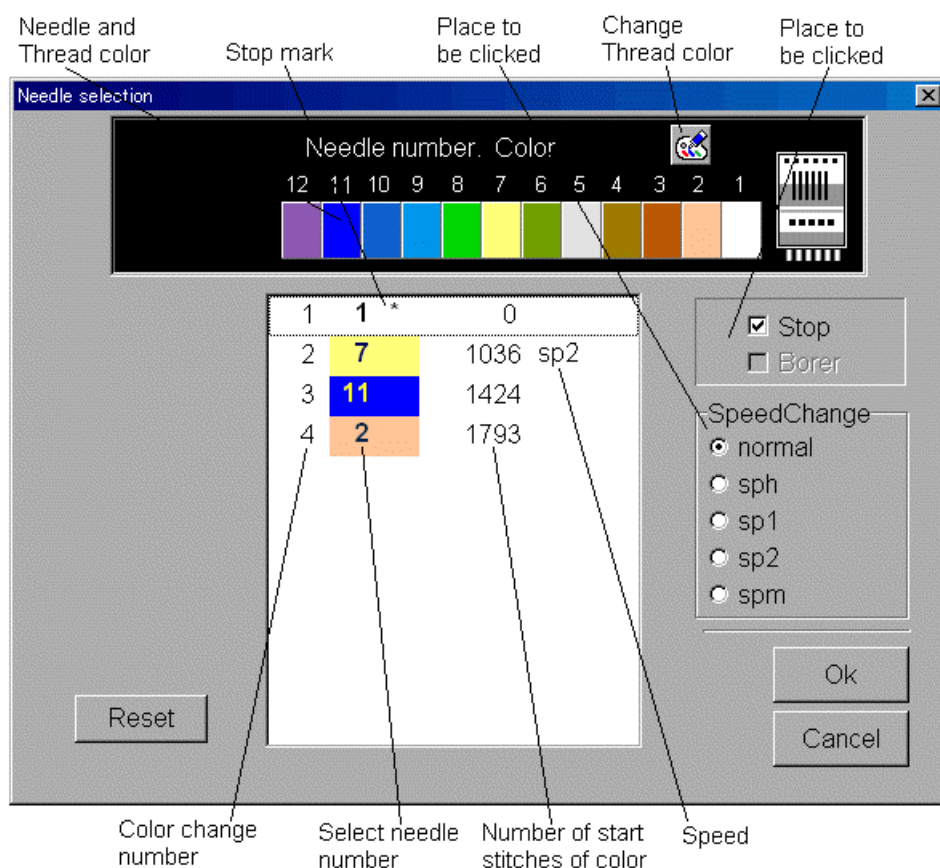 Needle and
Thread color
Stop mark
Place to
be clicked
Change
Thread color
Place to
be clicked
Needle selection
Needle number. Color
12 11 10 9 8 7 6 5 4 3 2 1
1 1 * 0
2 7 1036 sp2
3 11 1424
4 2 1793
Stop
Borer
SpeedChange
normal
sph
sp1
sp2
spm
Ok
Reset
Cancel
Color change
number
Select needle
number
Number of start
stitches of color
Speed